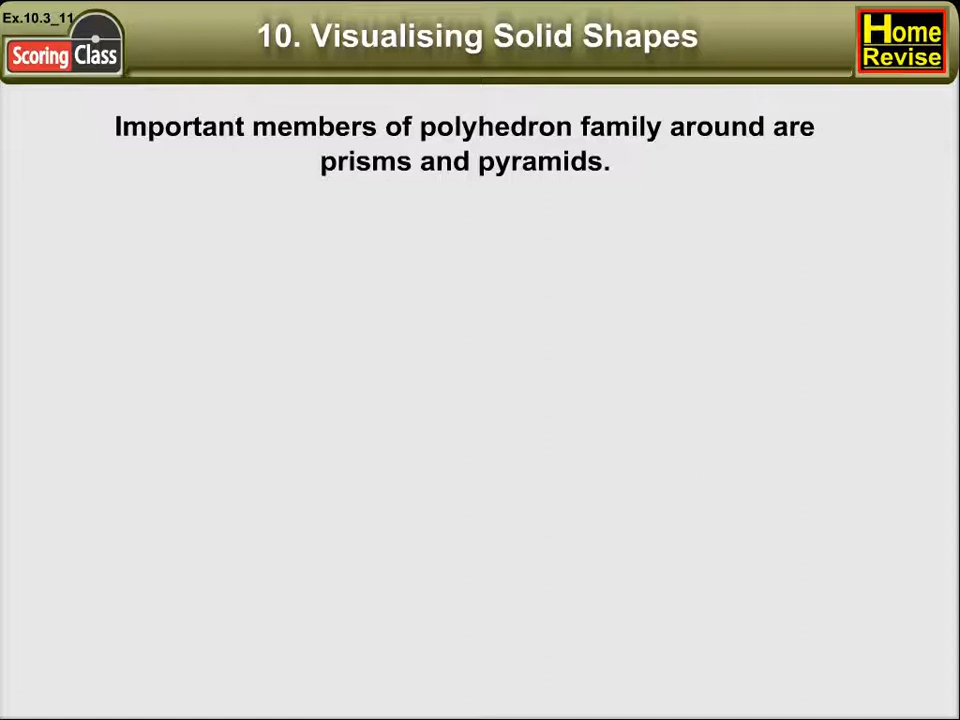 Ex.10.3_11
Scoring Class
10. Visualising Solid Shapes
Home
Revise
Important members of polyhedron family around are
prisms and pyramids.